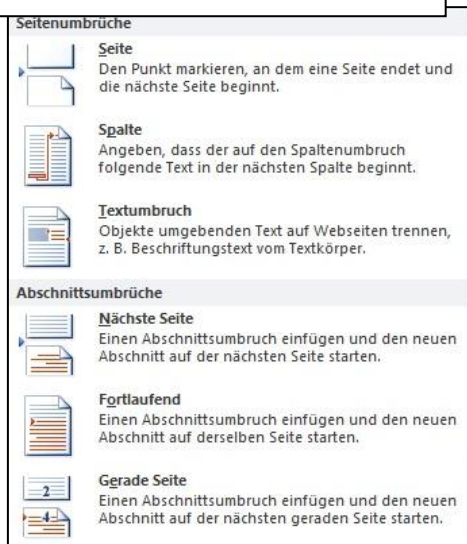 Seitenumbrüche
Seite
Den Punkt markieren, an dem eine Seite endet und
die nächste Seite beginnt.
Spalte
Angeben, dass der auf den Spaltenumbruch
folgende Text in der nächsten Spalte beginnt.
Textumbruch
Objekte umgebenden Text auf Webseiten trennen,
z. B. Beschriftungstext vom Textkörper.
Abschnittsumbrüche
Nächste Seite
Einen Abschnittsumbruch einfügen und den neuen
Abschnitt auf der nächsten Seite starten.
Fortlaufend
Einen Abschnittsumbruch einfügen und den neuen
Abschnitt auf derselben Seite starten.
2
4
Gerade Seite
Einen Abschnittsumbruch einfügen und den neuen
Abschnitt auf der nächsten geraden Seite starten.